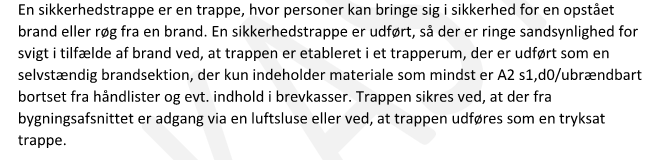 En sikkerhedstrappe er en trappe, hvor personer kan bringe sig i sikkerhed for en opstået
brand eller røg fra en brand. En sikkerhedstrappe er udført, så der er ringe sandsynlighed for
svigt i tilfælde af brand ved, at trappen er etableret i et trapperum, der er udført som en
selvstændig brandsektion, der kun indeholder materiale som mindst er A2 s1,d0/ubrændbart
bortset fra håndlister og evt. indhold i brevkasser. Trappen sikres ved, at der fra
bygningsafsnittet er adgang via en luftsluse eller ved, at trappen udføres som en tryksat
trappe.